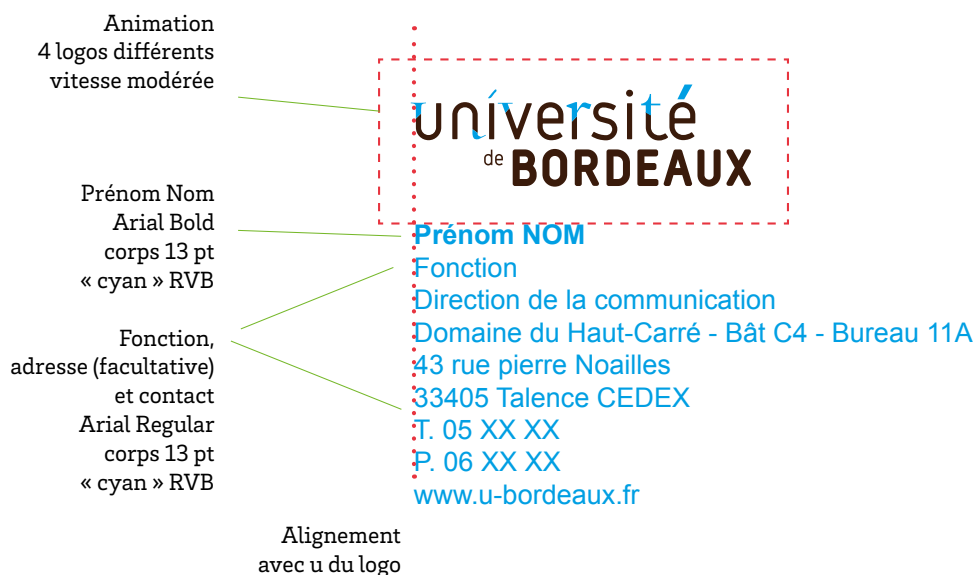 Animation
4 logos différents
vitesse modérée
université
de BORDEAUX
Prénom Nom
Arial Bold
corps 13 pt
« cyan » RVB
Prénom NOM
Fonction
Direction de la communication
Domaine du Haut-Carré - Bât C4 - Bureau 11A
43 rue pierre Noailles
33405 Talence CEDEX
T. 05 XX XX
P. 06 XX XX
www.u-bordeaux.fr
Fonction,
adresse (facultative)
et contact
Arial Regular
corps 13 pt
« cyan » RVB
Alignement
avec u du logo